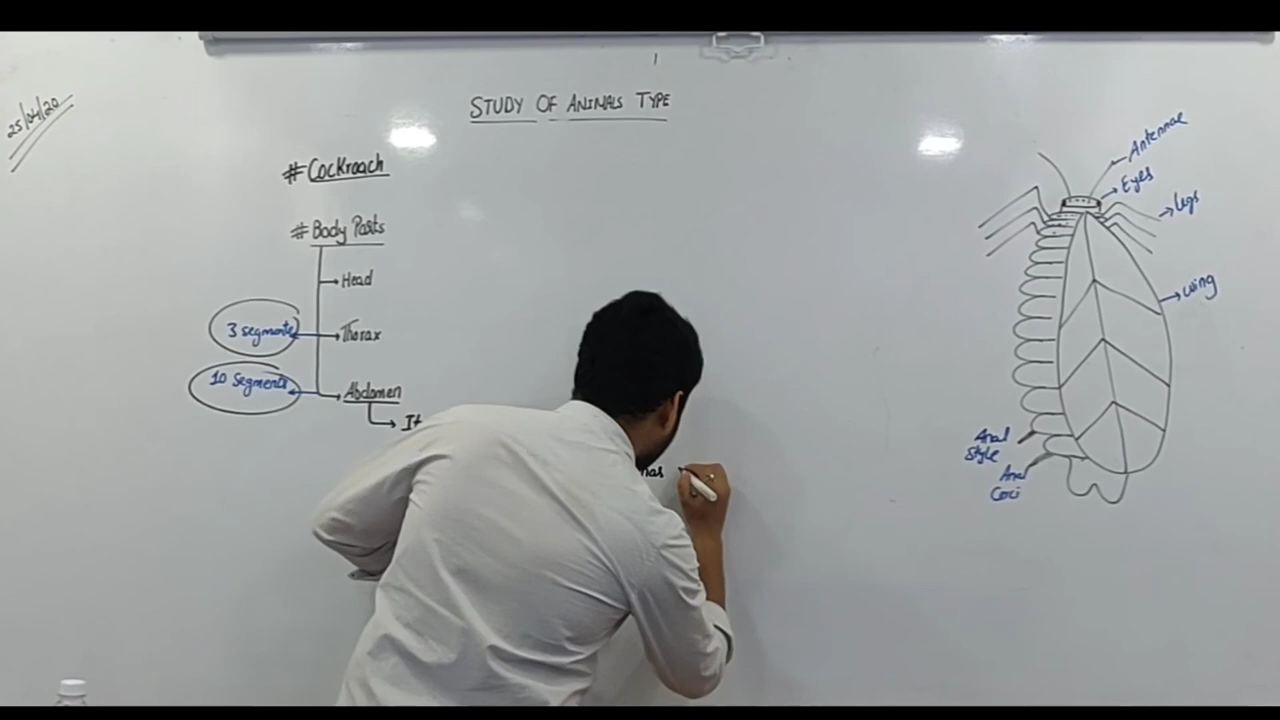 25/04/20
STUDY OF ANIMALS TYPE
#Cockroach
#Body Parts
Head
3 segments
Thorax
10 Segments
Abdomen
It
has
Antennae
Eyes
Legs
wing
Anal
Style
Anal
Cerci